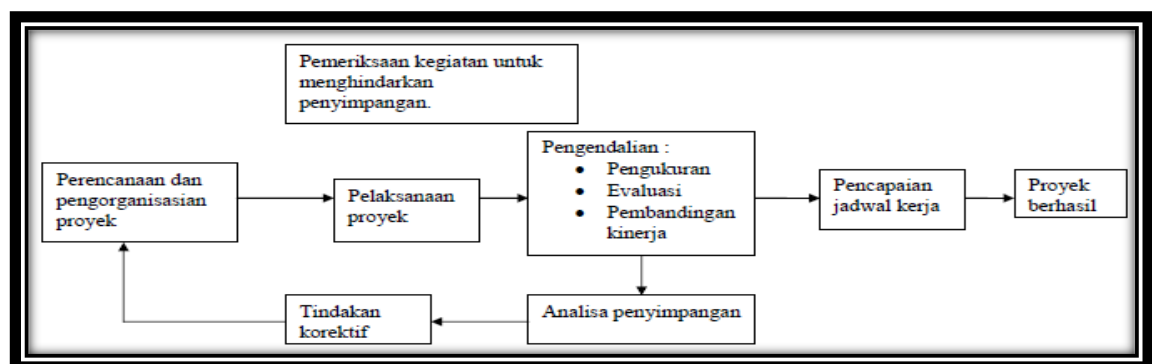 Pemeriksaan kegiatan untuk
menghindarkan
penyimpangan.
Perencanaan dan
pengorganisasian
proyek
Pelaksanaan
proyek
Pengendalian :
• Pengukuran
• Evaluasi
• Pembandingan
kinerja
Pencapaian
jadwal kerja
Proyek
berhasil
Tindakan
korektif
Analisa penyimpangan